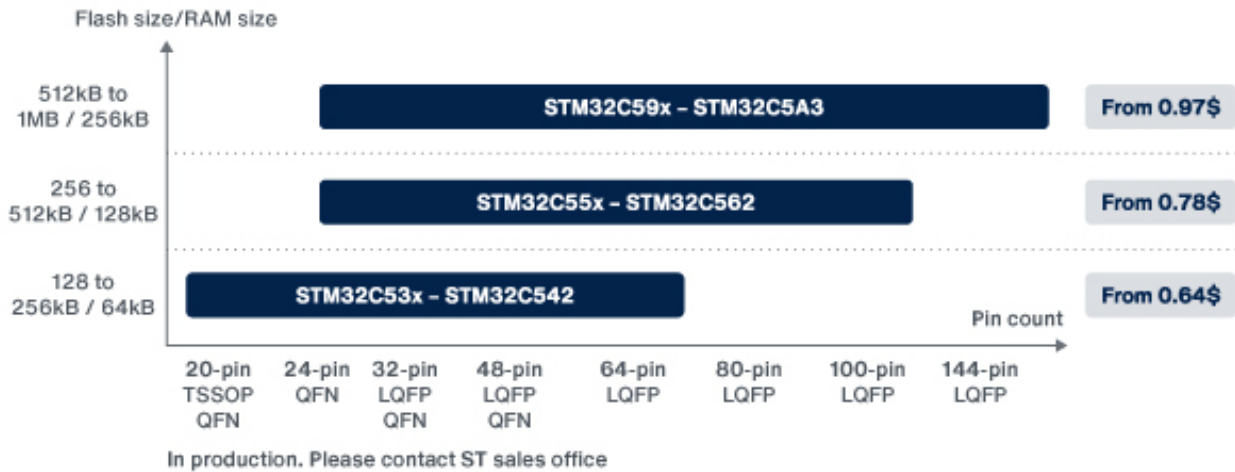 Flash size/RAM size
512kB to
1MB / 256kB
STM32C59x – STM32C5A3
From 0.97$
256 to
512kB / 128kB
STM32C55x – STM32C562
From 0.78$
128 to
256kB / 64kB
STM32C53x – STM32C542
From 0.64$
Pin count
20-pin 24-pin 32-pin 48-pin 64-pin 80-pin 100-pin 144-pin
TSSOP QFN LQFP LQFP LQFP LQFP LQFP LQFP
QFN QFN QFN
In production. Please contact ST sales office